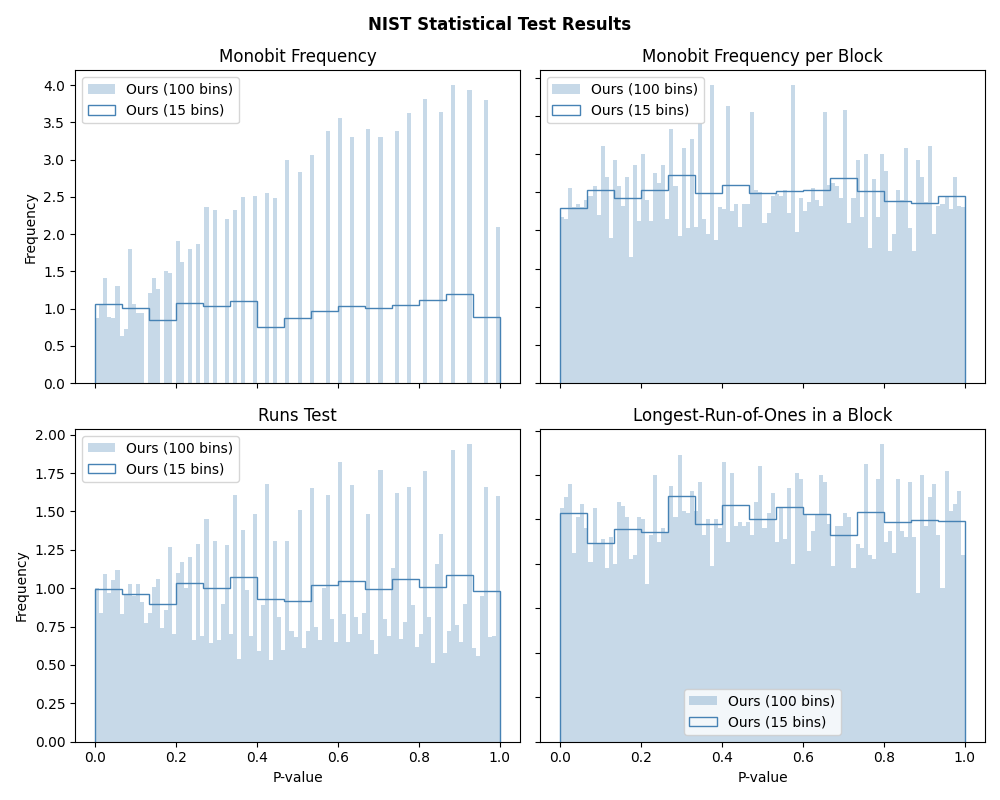 NIST Statistical Test Results
Monobit Frequency
Monobit Frequency per Block
Ours (100 bins)
Ours (15 bins)
Ours (100 bins)
Ours (15 bins)
4.0
3.5
3.0
2.5
2.0
1.5
1.0
0.5
0.0
Frequency
Runs Test
Longest-Run-of-Ones in a Block
Ours (100 bins)
Ours (15 bins)
2.00
1.75
1.50
1.25
1.00
0.75
0.50
0.25
0.00
Frequency
Ours (100 bins)
Ours (15 bins)
0.0 0.2 0.4 0.6 0.8 1.0
P-value
0.0 0.2 0.4 0.6 0.8 1.0
P-value